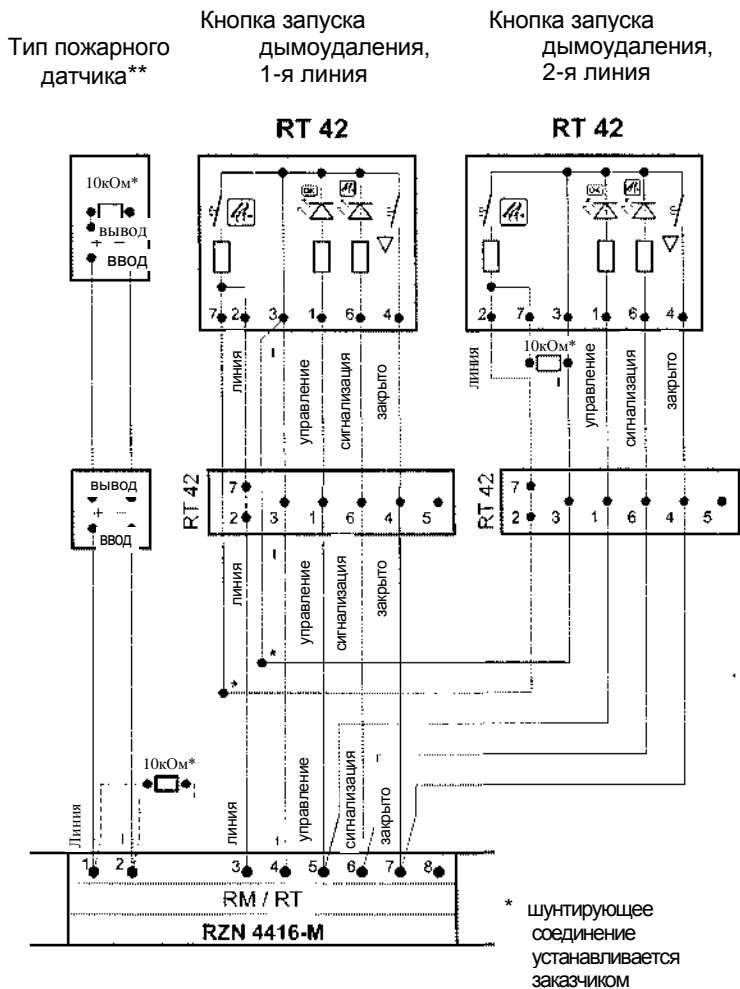 Тип пожарного
датчика**
Кнопка запуска
дымоудаления,
1-я линия
Кнопка запуска
дымоудаления,
2-я линия
RT 42
RT 42
10кОм*
вывод
+ −
ввод
OK
OK
7 2 3 1 6 4
2 7 3 1 6 4
10кОм*
линия
−
управление
сигнализация
закрыто
линия
−
управление
сигнализация
закрыто
вывод
+ −
ввод
RT 42
7
2 3 1 6 4 5
RT 42
7
2 3 1 6 4 5
линия
−
управление
сигнализация
закрыто
*
*
10кОм*
Линия
линия
управление
сигнализация
закрыто
1 2 3 4 5 6 7 8
RM / RT
RZN 4416-M
* шунтирующее
соединение
устанавливается
заказчиком